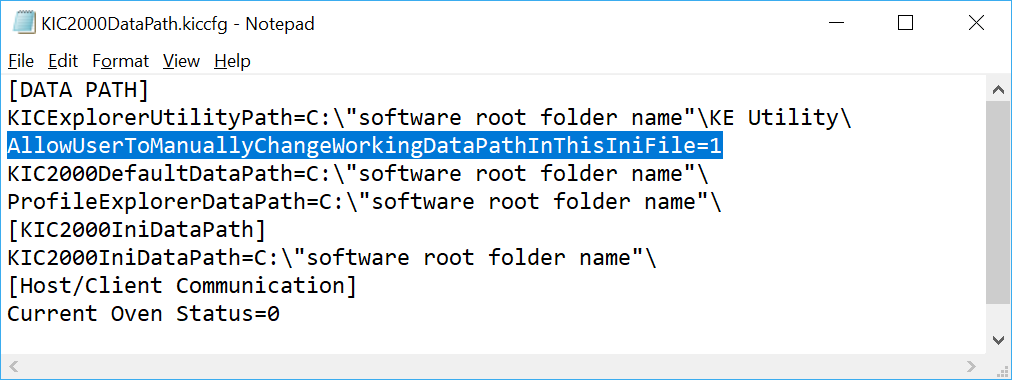 KIC2000DataPath.kiccfg - Notepad
File Edit Format View Help
[DATA PATH]
KICExplorerUtilityPath=C:\"software root folder name"\KE Utility\
AllowUserToManuallyChangeWorkingDataPathInThisIniFile=1
KIC2000DefaultDataPath=C:\"software root folder name"\
ProfileExplorerDataPath=C:\"software root folder name"\
[KIC2000IniDataPath]
KIC2000IniDataPath=C:\"software root folder name"\
[Host/Client Communication]
Current Oven Status=0